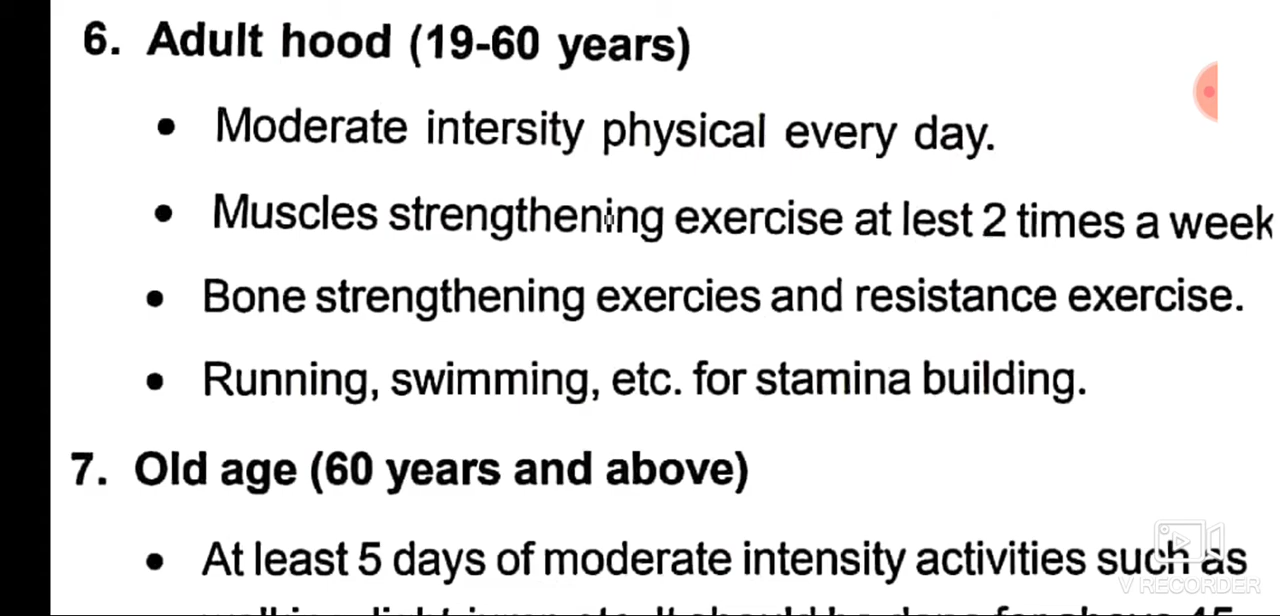 6. Adult hood (19-60 years)
• Moderate intersity physical every day.
• Muscles strengthening exercise at lest 2 times a week
• Bone strengthening exercies and resistance exercise.
• Running, swimming, etc. for stamina building.
7. Old age (60 years and above)
• At least 5 days of moderate intensity activities such as
V RECORDER